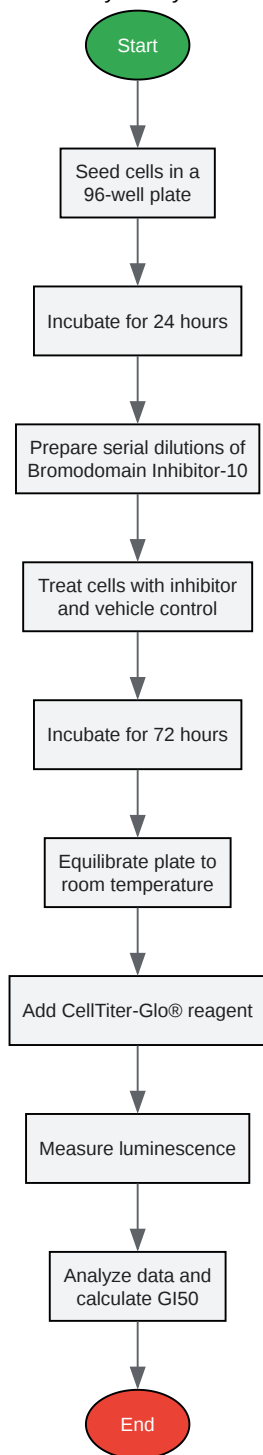 Start
Seed cells in a
96-well plate
Incubate for 24 hours
Prepare serial dilutions of
Bromodomain Inhibitor-10
Treat cells with inhibitor
and vehicle control
Incubate for 72 hours
Equilibrate plate to
room temperature
Add CellTiter-Glo® reagent
Measure luminescence
Analyze data and
calculate GI50
End